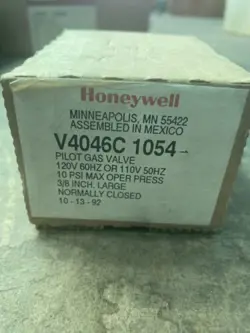 Honeywell
MINNEAPOLIS, MN 55422
ASSEMBLED IN MEXICO
V4046C 1054
PILOT GAS VALVE
120V 60HZ OR 110V 50HZ
10 PSI MAX OPER PRESS
3/8 INCH. LARGE
NORMALLY CLOSED
10-13-92